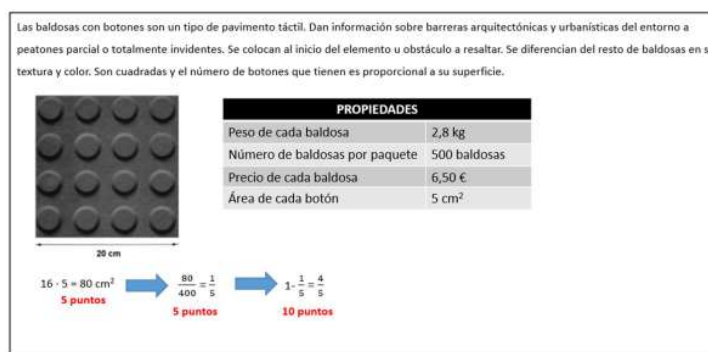 Las baldosas con botones son un tipo de pavimento táctil. Dan información sobre barreras arquitectónicas y urbanísticas del entorno a
peatones parcial o totalmente invidentes. Se colocan al inicio del elemento u obstáculo a resaltar. Se diferencian del resto de baldosas en s
textura y color. Son cuadradas y el número de botones que tienen es proporcional a su superficie.
PROPIEDADES
Peso de cada baldosa 2,8 kg
Número de baldosas por paquete 500 baldosas
Precio de cada baldosa 6,50 €
Área de cada botón 5 cm²
20 cm
16 · 5 = 80 cm² 80/400 = 1/5 1- 1/5 = 4/5
5 puntos 5 puntos 10 puntos